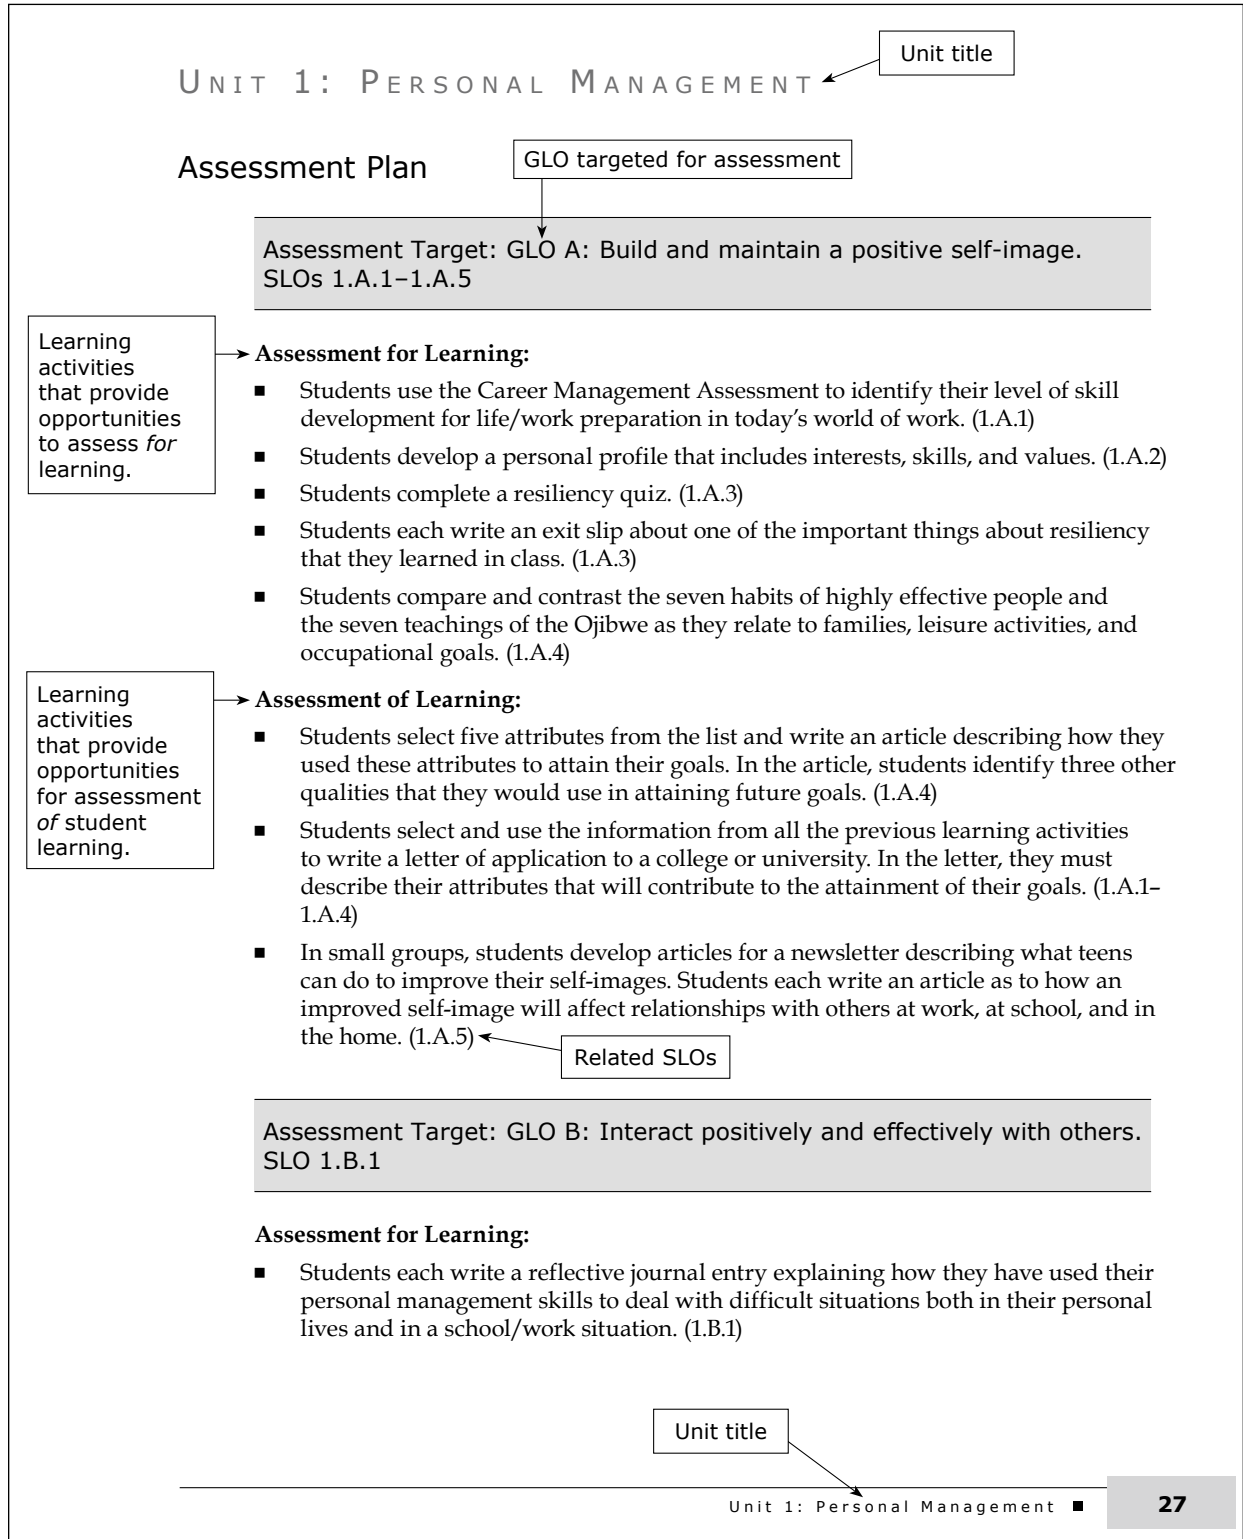 Unit title
UNIT 1: PERSONAL MANAGEMENT
GLO targeted for assessment
Assessment Plan
Assessment Target: GLO A: Build and maintain a positive self-image.
SLOs 1.A.1–1.A.5
Learning
activities
that provide
opportunities
to assess for
learning.
Assessment for Learning:
■ Students use the Career Management Assessment to identify their level of skill
development for life/work preparation in today's world of work. (1.A.1)
■ Students develop a personal profile that includes interests, skills, and values. (1.A.2)
■ Students complete a resiliency quiz. (1.A.3)
■ Students each write an exit slip about one of the important things about resiliency
that they learned in class. (1.A.3)
■ Students compare and contrast the seven habits of highly effective people and
the seven teachings of the Ojibwe as they relate to families, leisure activities, and
occupational goals. (1.A.4)
Learning
activities
that provide
opportunities
for assessment
of student
learning.
Assessment of Learning:
■ Students select five attributes from the list and write an article describing how they
used these attributes to attain their goals. In the article, students identify three other
qualities that they would use in attaining future goals. (1.A.4)
■ Students select and use the information from all the previous learning activities
to write a letter of application to a college or university. In the letter, they must
describe their attributes that will contribute to the attainment of their goals. (1.A.1–
1.A.4)
■ In small groups, students develop articles for a newsletter describing what teens
can do to improve their self-images. Students each write an article as to how an
improved self-image will affect relationships with others at work, at school, and in
the home. (1.A.5)
Related SLOs
Assessment Target: GLO B: Interact positively and effectively with others.
SLO 1.B.1
Assessment for Learning:
■ Students each write a reflective journal entry explaining how they have used their
personal management skills to deal with difficult situations both in their personal
lives and in a school/work situation. (1.B.1)
Unit title
Unit 1: Personal Management ■ 27